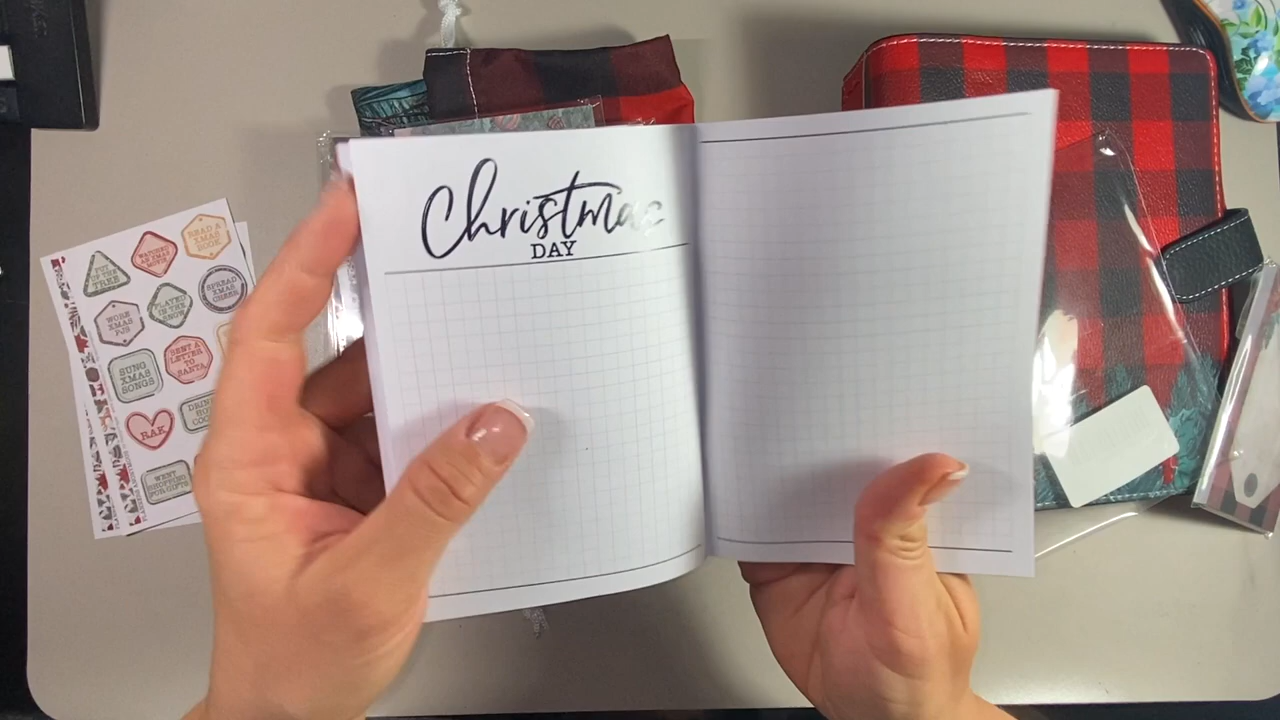 Christmas
DAY
PUT
UP THE
TREE
WATCHED
AN XMAS
MOVIE
READ A
XMAS
BOOK
WORE
XMAS
PJS
PLAYED
IN THE
SNOW
SPREAD
XMAS
CHEER
SUNG
XMAS
SONGS
SENT A
LETTER
TO
SANTA
RAK
WENT
SHOPPING
FOR GIFTS